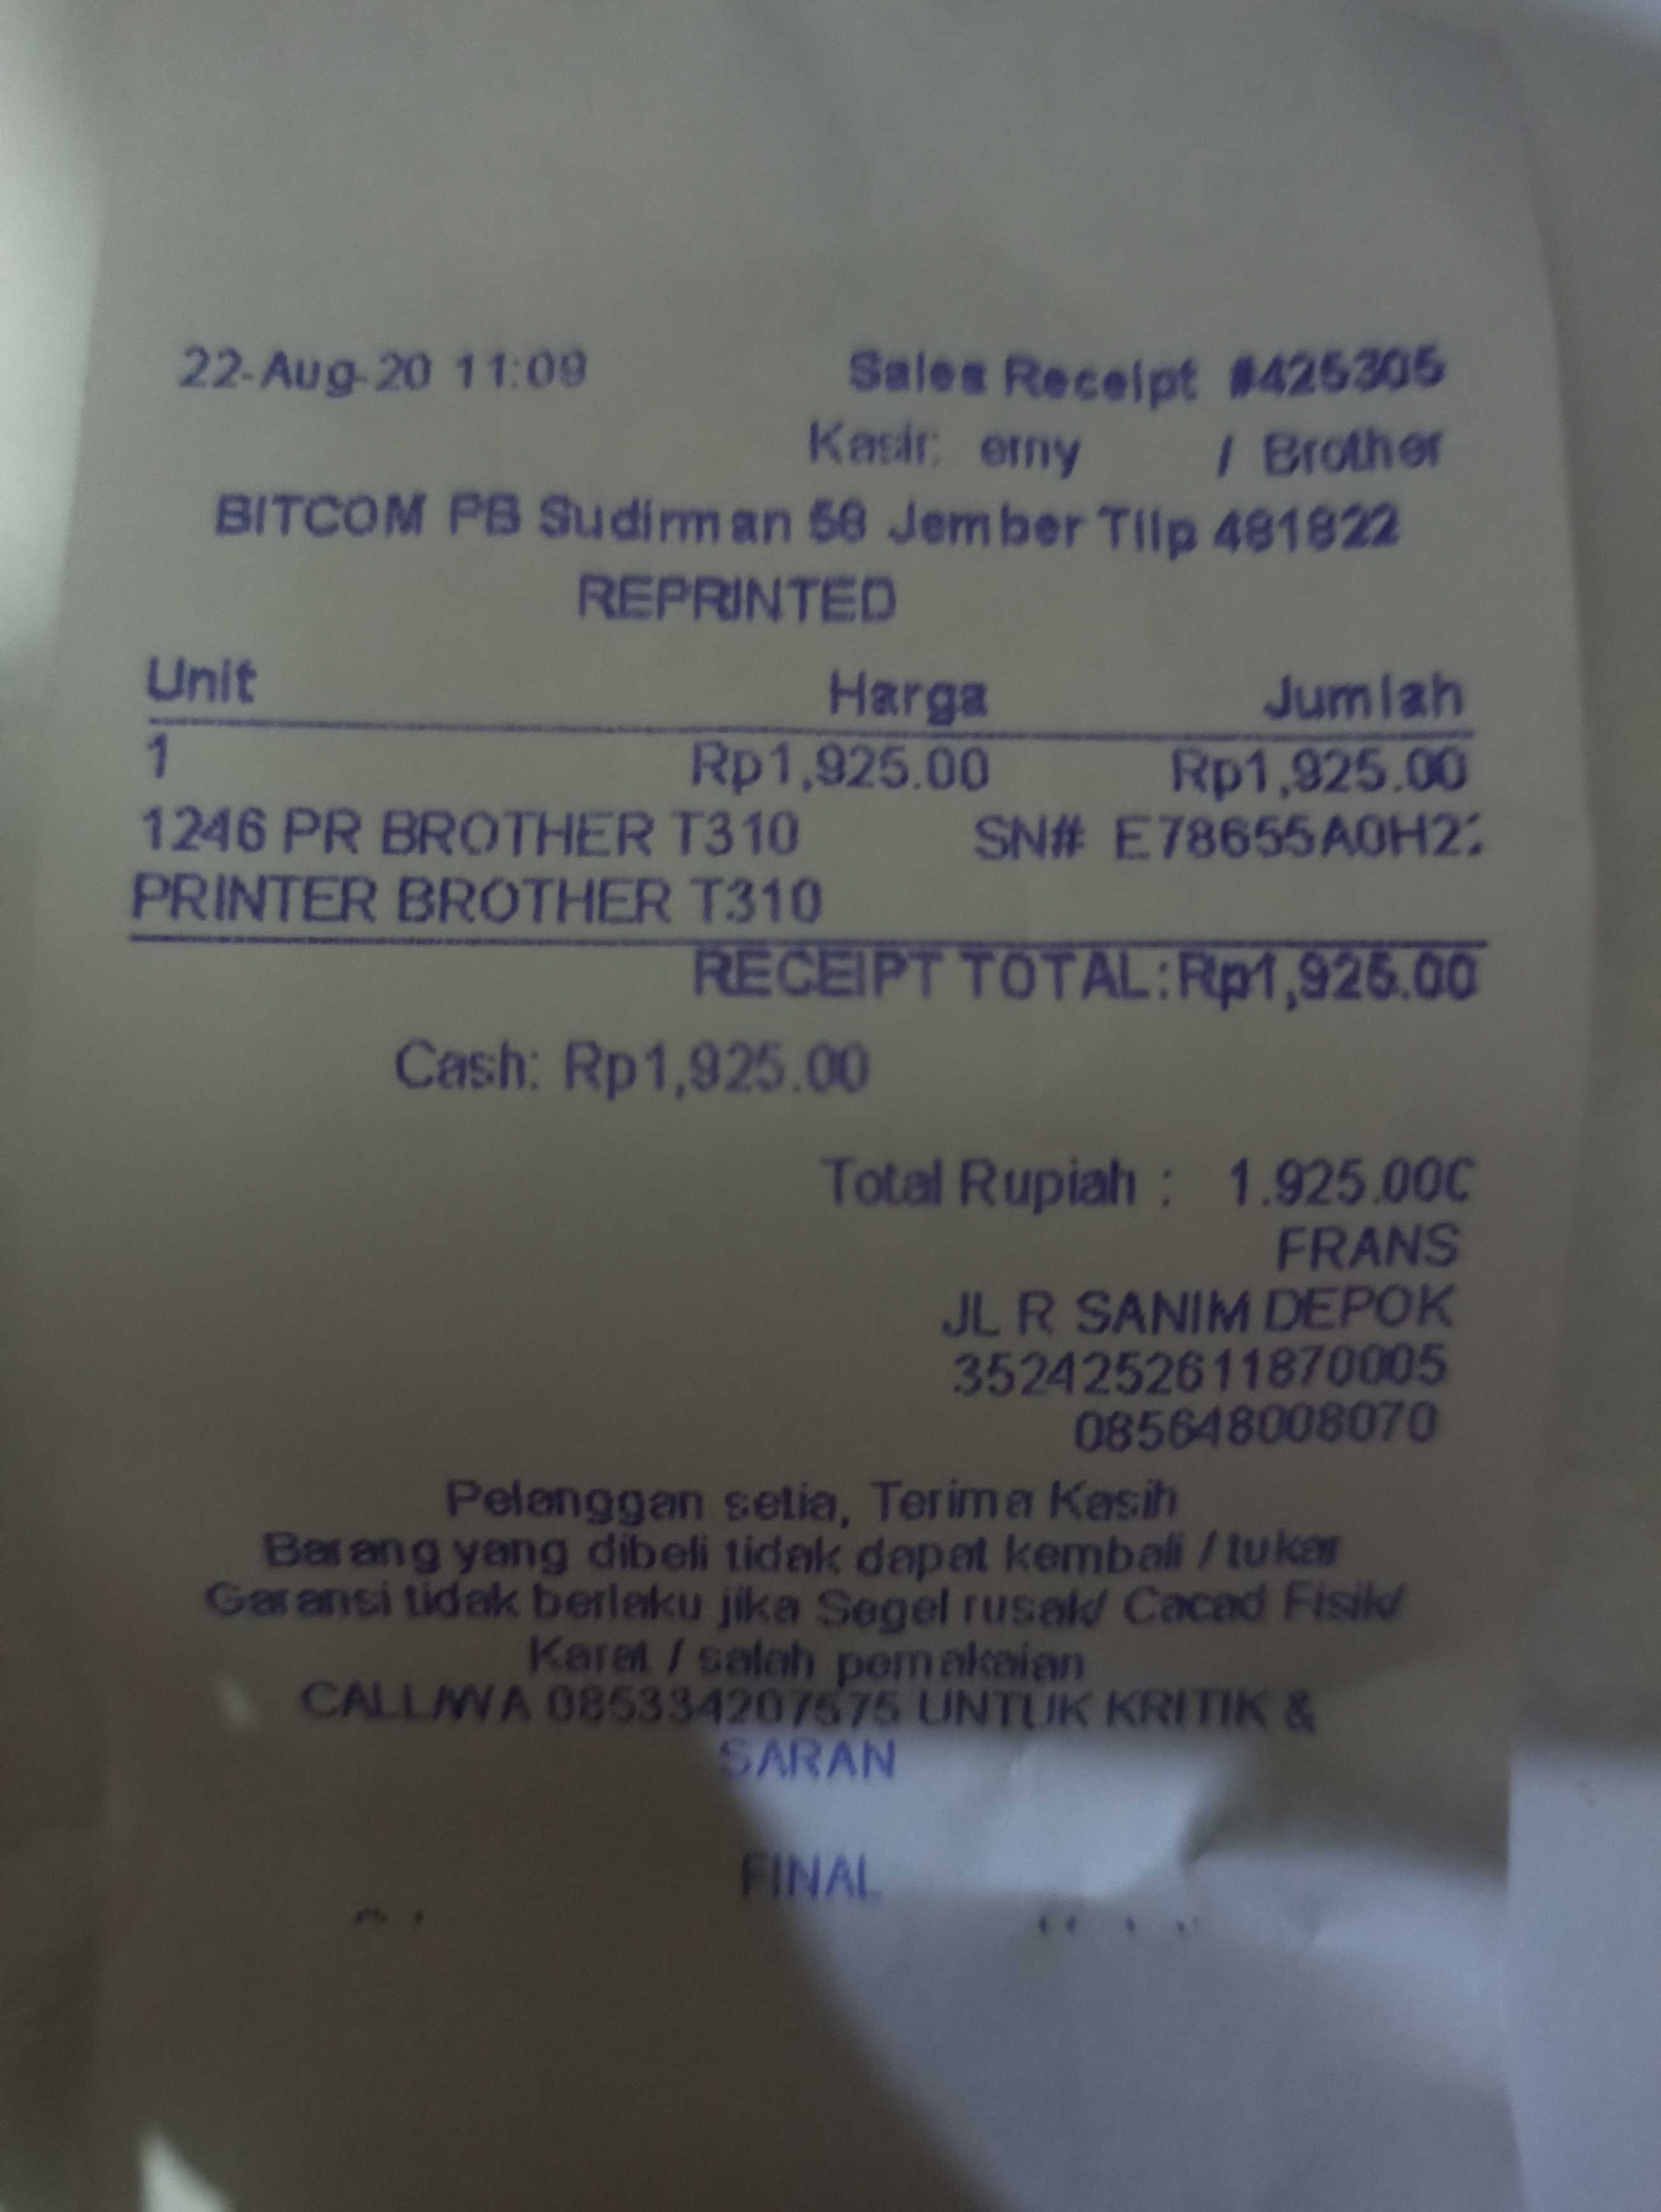 22-Aug-20 11:09 Sales Receipt #425305
Kasir: erny / Brother
BITCOM PB Sudirman 58 Jember Tilp 481822
REPRINTED
Unit Harga Jumlah
1 Rp1,925.00 Rp1,925.00
1246 PR BROTHER T310 SN# E78655A0H2
PRINTER BROTHER T310
RECEIPT TOTAL: Rp1,925.00
Cash: Rp1,925.00
Total Rupiah : 1.925.00
FRANS
JL R SANIM DEPOK
3524252611870005
085648008070
Pelanggan setia, Terima Kasih
Barang yang dibeli tidak dapat kembali / tukar
Garansi tidak berlaku jika Segel rusak/ Cacad Fisik/
Karat / salah pemakaian
CALL/WA 085334207575 UNTUK KRITIK &
SARAN
FINAL